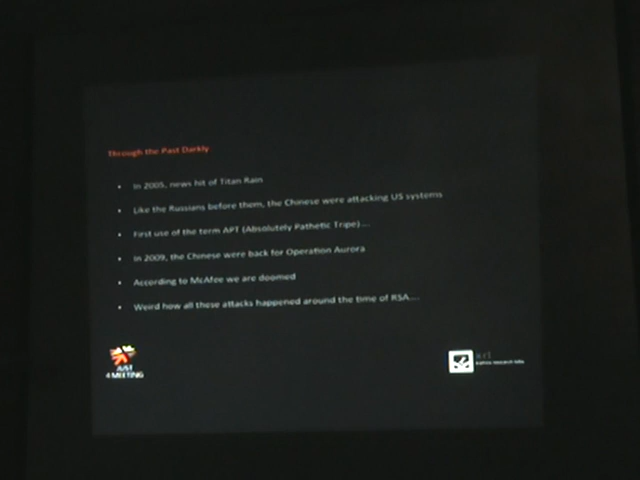 Through the Past Darkly
• In 2005, news hit of Titan Rain
• Like the Russians before them, the Chinese were attacking US systems
• First use of the term APT (Absolutely Pathetic Tripe)....
• In 2009, the Chinese were back for Operation Aurora
• According to McAfee we are doomed
• Weird how all these attacks happened around the time of RSA....
JUST
4 MEETING
krl
research labs